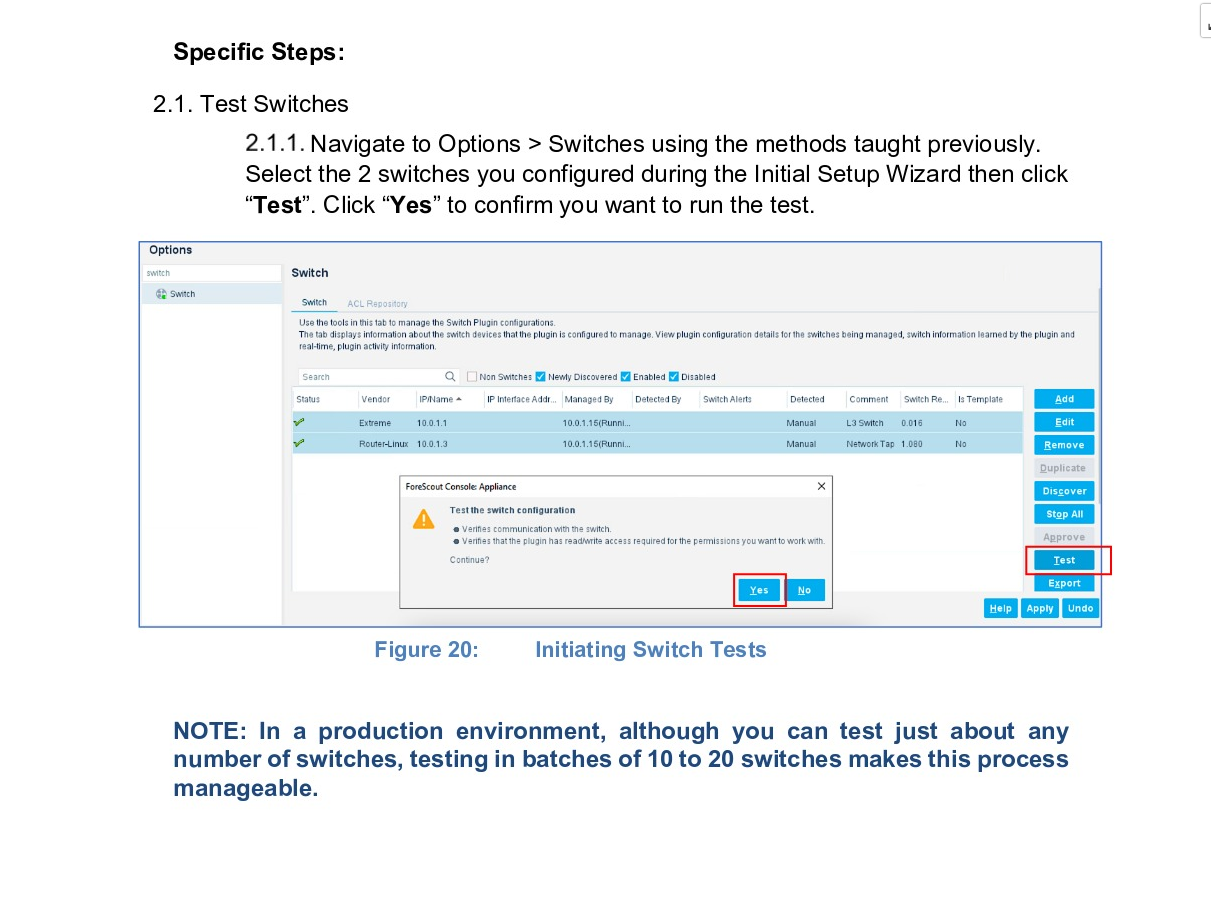 Specific Steps:
2.1. Test Switches
2.1.1. Navigate to Options > Switches using the methods taught previously.
Select the 2 switches you configured during the Initial Setup Wizard then click
“Test”. Click “Yes” to confirm you want to run the test.
Options
switch
Switch
Switch
Switch ACL Repository
Use the tools in this tab to manage the Switch Plugin configurations.
The tab displays information about the switch devices that the plugin is configured to manage. View plugin configuration details for the switches being managed, switch information learned by the plugin and
real-time, plugin activity information.
Search Non Switches Newly Discovered Enabled Disabled
Status Vendor IP/Name IP Interface Addr... Managed By Detected By Switch Alerts Detected Comment Switch Re... Is Template
Extreme 10.0.1.1 10.0.1.15(Runni... Manual L3 Switch 0.016 No
Router-Linux 10.0.1.3 10.0.1.15(Runni... Manual Network Tap 1.080 No
Add
Edit
Remove
Duplicate
Discover
Stop All
Approve
Test
Export
ForeScout Console: Appliance
Test the switch configuration
Verifies communication with the switch.
Verifies that the plugin has read/write access required for the permissions you want to work with.
Continue?
Yes No
Help Apply Undo
Figure 20: Initiating Switch Tests
NOTE: In a production environment, although you can test just about any
number of switches, testing in batches of 10 to 20 switches makes this process
manageable.